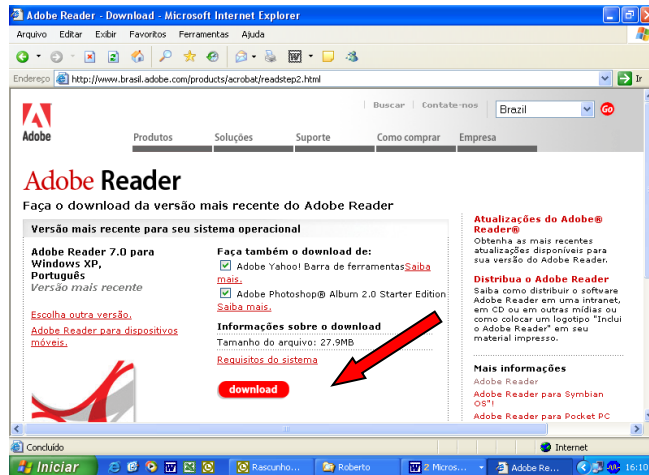 Adobe Reader - Download - Microsoft Internet Explorer
Arquivo Editar Exibir Favoritos Ferramentas Ajuda
Endereço http://www.brasil.adobe.com/products/acrobat/readstep2.html Ir
Buscar Contate-nos Brazil Go
Adobe Produtos Soluções Suporte Como comprar Empresa
Adobe Reader
Faça o download da versão mais recente do Adobe Reader
Versão mais recente para seu sistema operacional
Adobe Reader 7.0 para
Windows XP,
Português
Versão mais recente
Escolha outra versão.
Adobe Reader para dispositivos
móveis.
Faça também o download de:
Adobe Yahoo! Barra de ferramentasSaiba
mais.
Adobe Photoshop® Album 2.0 Starter Edition
Saiba mais.
Informações sobre o download
Tamanho do arquivo: 27.9MB
Requisitos do sistema
download
Atualizações do Adobe®
Reader®
Obtenha as mais recentes
atualizações disponíveis para
sua versão do Adobe Reader.
Distribua o Adobe Reader
Saiba como distribuir o software
Adobe Reader em uma intranet,
em CD ou em outras mídias ou
como colocar um logotipo "Inclui
o Adobe Reader" em seu
material impresso.
Mais informações
Adobe Reader
Adobe Reader para Symbian
OS"!
Adobe Reader para Pocket PC
Concluído Internet
Iniciar Rascunho... Roberto 2 Micros... Adobe Re... 16:10